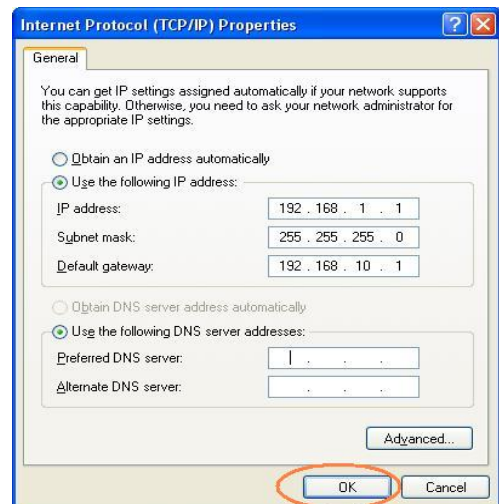 Internet Protocol (TCP/IP) Properties
General
You can get IP settings assigned automatically if your network supports
this capability. Otherwise, you need to ask your network administrator for
the appropriate IP settings.
Obtain an IP address automatically
Use the following IP address:
IP address: 192 . 168 . 1 . 1
Subnet mask: 255 . 255 . 255 . 0
Default gateway: 192 . 168 . 10 . 1
Obtain DNS server address automatically
Use the following DNS server addresses:
Preferred DNS server: . . .
Alternate DNS server: . . .
Advanced...
OK Cancel